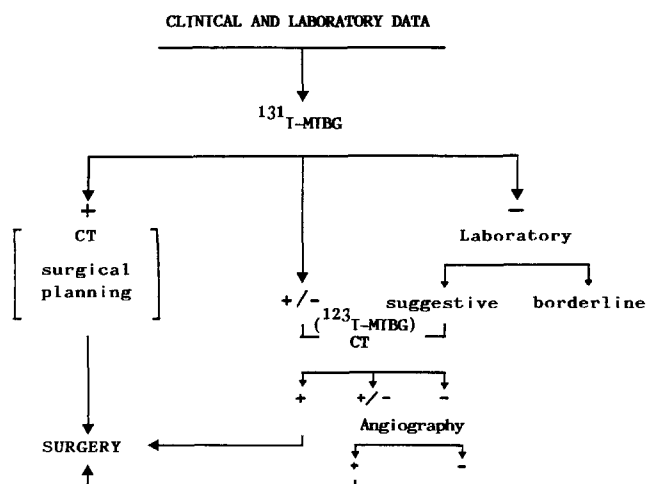 CLINICAL AND LABORATORY DATA
131I-MIBG
+
-
CT
Laboratory
surgical
planning
+/-
suggestive
borderline
(123I-MIBG)
CT
+
+/-
-
Angiography
SURGERY
+
-